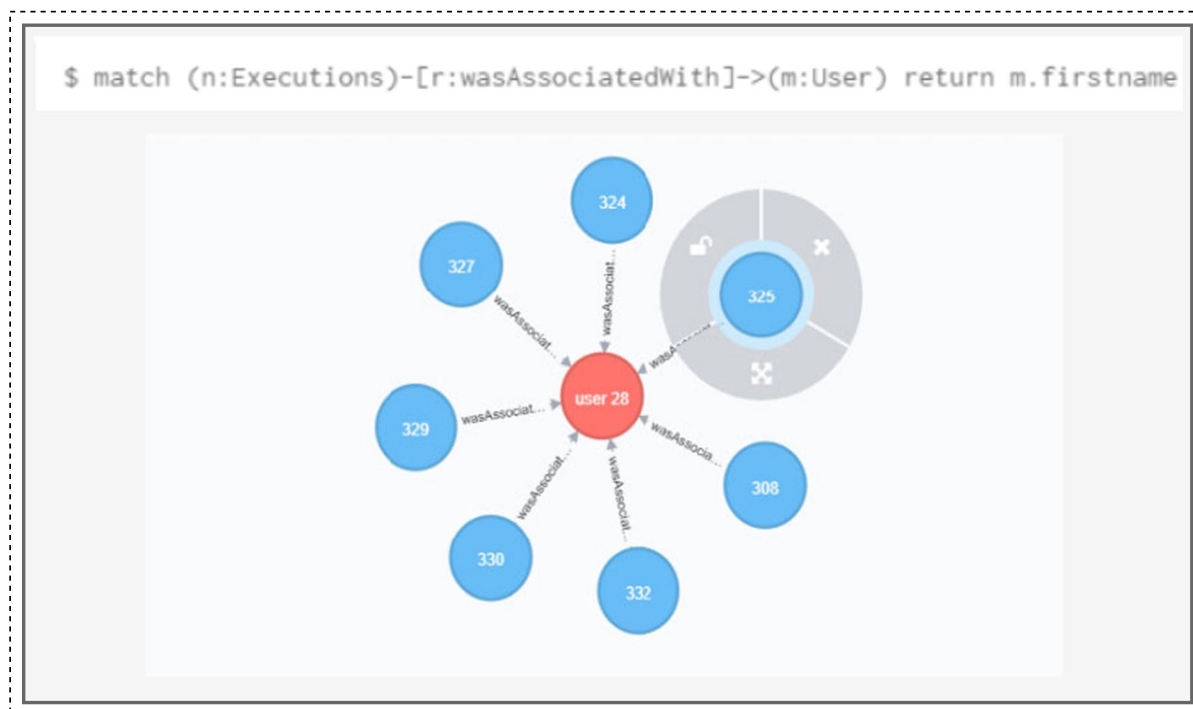 $ match (n:Executions)-[r:wasAssociatedWith]->(m:User) return m.firstname
324
327
325
wasAssociat...
wasAssociat...
user 28
329
wasAssociat...
wasAssocia...
308
wasAssociat...
wasAssociat...
330
332